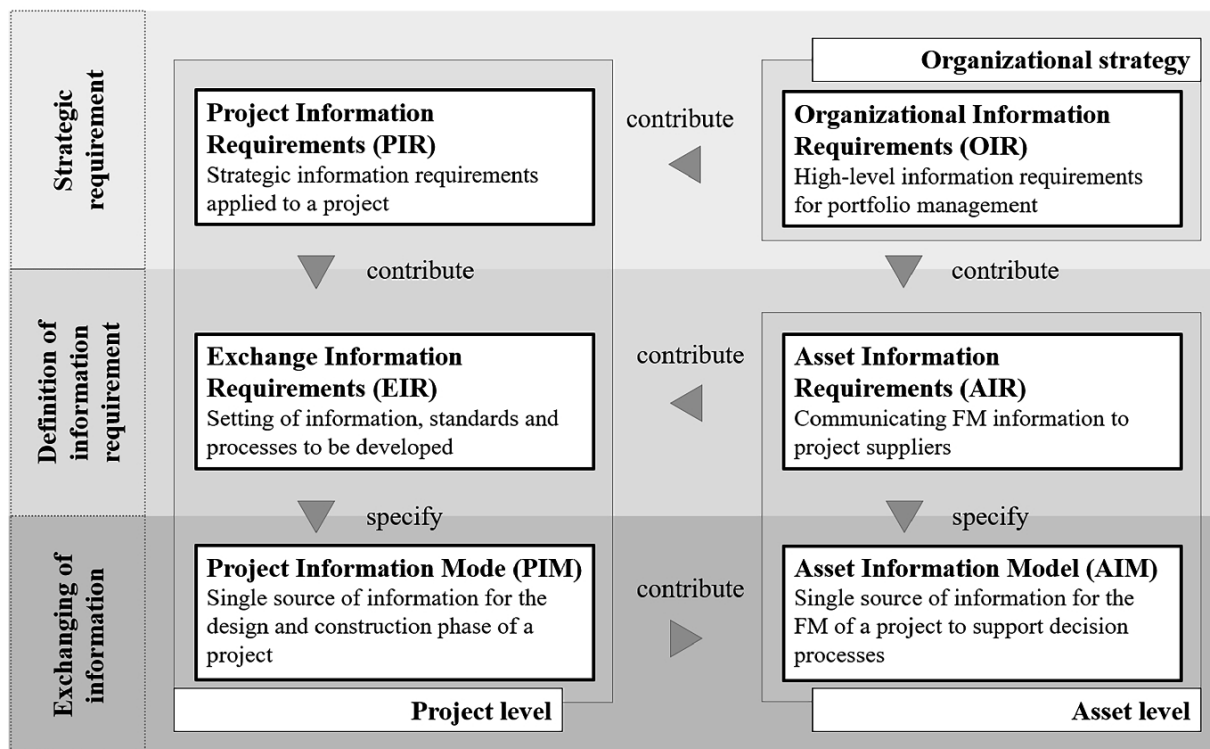 Strategic
requirement
Organizational strategy
Project Information
Requirements (PIR)
Strategic information requirements
applied to a project
contribute
Organizational Information
Requirements (OIR)
High-level information requirements
for portfolio management
contribute
contribute
Definition of
information
requirement
Exchange Information
Requirements (EIR)
Setting of information, standards and
processes to be developed
contribute
Asset Information
Requirements (AIR)
Communicating FM information to
project suppliers
specify
specify
Exchanging of
information
Project Information Mode (PIM)
Single source of information for the
design and construction phase of a
project
contribute
Asset Information Model (AIM)
Single source of information for the
FM of a project to support decision
processes
Project level
Asset level